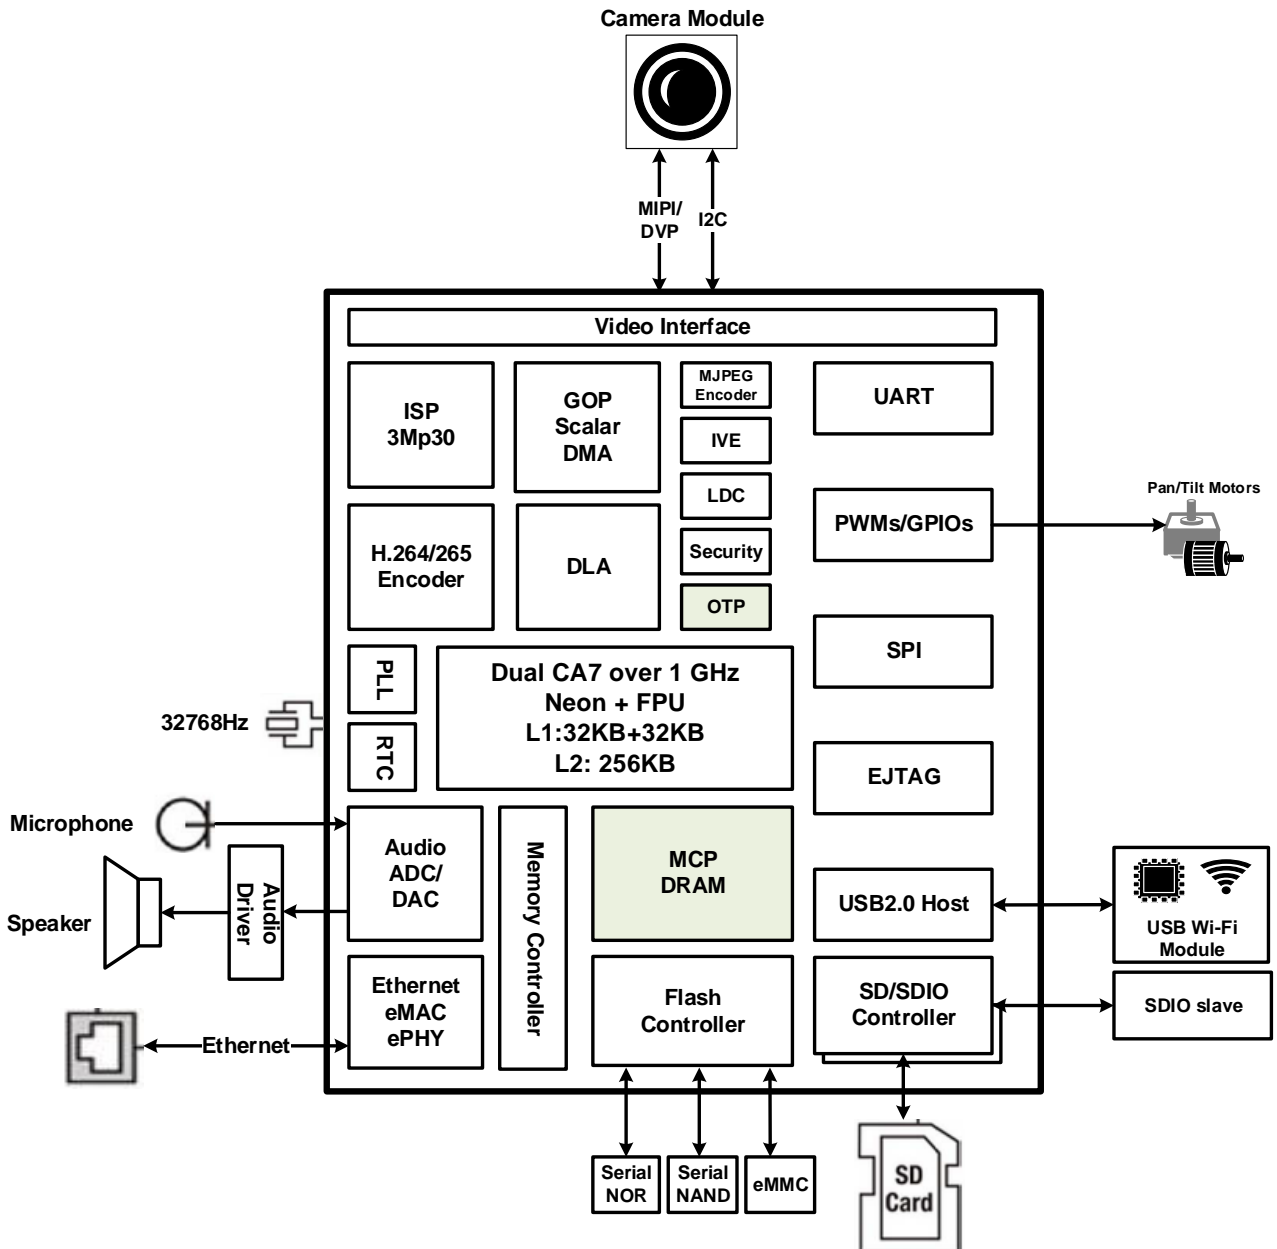 Camera Module
MIPI/
DVP
I2C
Video Interface
ISP
3Mp30
GOP
Scalar
DMA
MJPEG
Encoder
IVE
LDC
Security
OTP
UART
H.264/265
Encoder
DLA
PWMs/GPIOs
Pan/Tilt Motors
PLL
RTC
32768Hz
Dual CA7 over 1 GHz
Neon + FPU
L1:32KB+32KB
L2: 256KB
SPI
EJTAG
Microphone
Speaker
Audio
Driver
Audio
ADC/
DAC
Memory Controller
MCP
DRAM
USB2.0 Host
USB Wi-Fi
Module
Ethernet
Ethernet
eMAC
ePHY
Flash
Controller
SD/SDIO
Controller
SDIO slave
Serial
NOR
Serial
NAND
eMMC
SD
Card